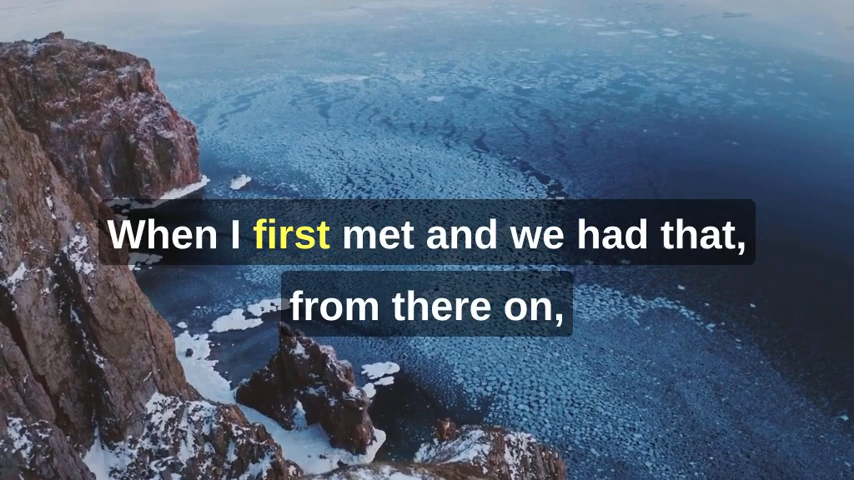 When I first met and we had that,
from there on,